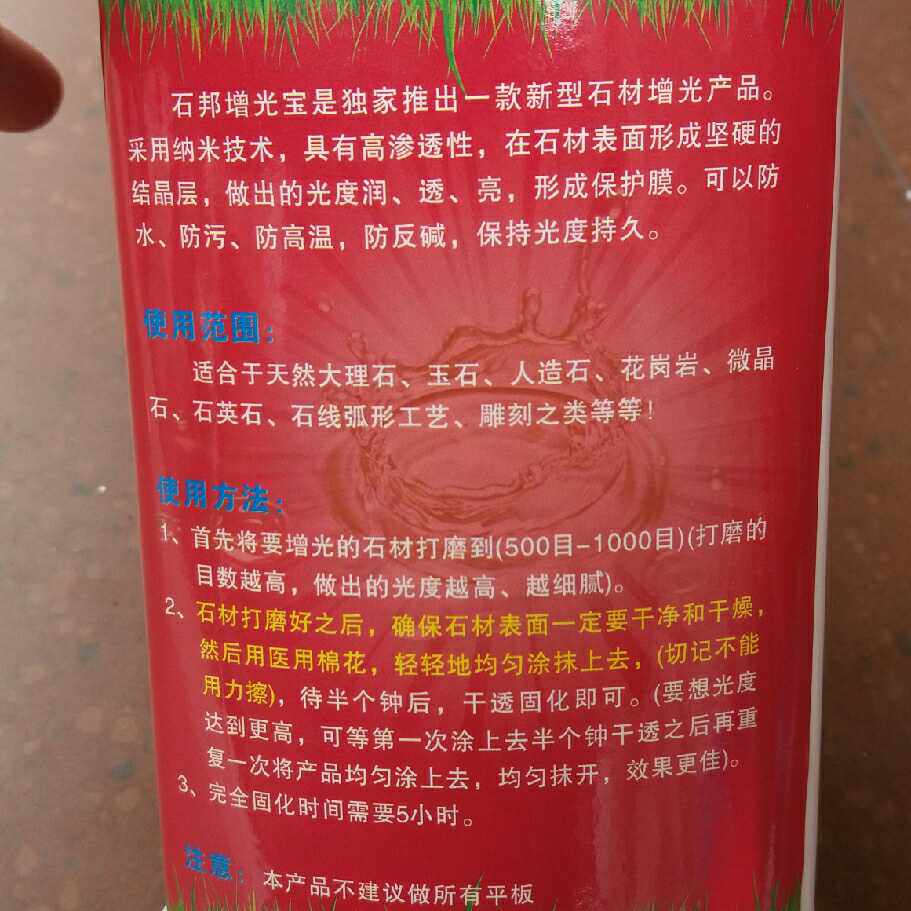 石邦增光宝是独家推出一款新型石材增光产品。
采用纳米技术，具有高渗透性，在石材表面形成坚硬的
结晶层，做出的光度润、透、亮，形成保护膜。可以防
水、防污、防高温，防反碱，保持光度持久。
使用范围：
适合于天然大理石、玉石、人造石、花岗岩、微晶
石、石英石、石线弧形工艺、雕刻之类等等！
使用方法：
1、首先将要增光的石材打磨到(500目-1000目)(打磨的
目数越高，做出的光度越高、越细腻)。
2、石材打磨好之后，确保石材表面一定要干净和干燥，
然后用医用棉花，轻轻地均匀涂抹上去，(切记不能
用力擦)，待半个钟后，干透固化即可。(要想光度
达到更高，可等第一次涂上去半个钟干透之后再重
复一次将产品均匀涂上去，均匀抹开，效果更佳)。
3、完全固化时间需要5小时。
注意：本产品不建议做所有平板